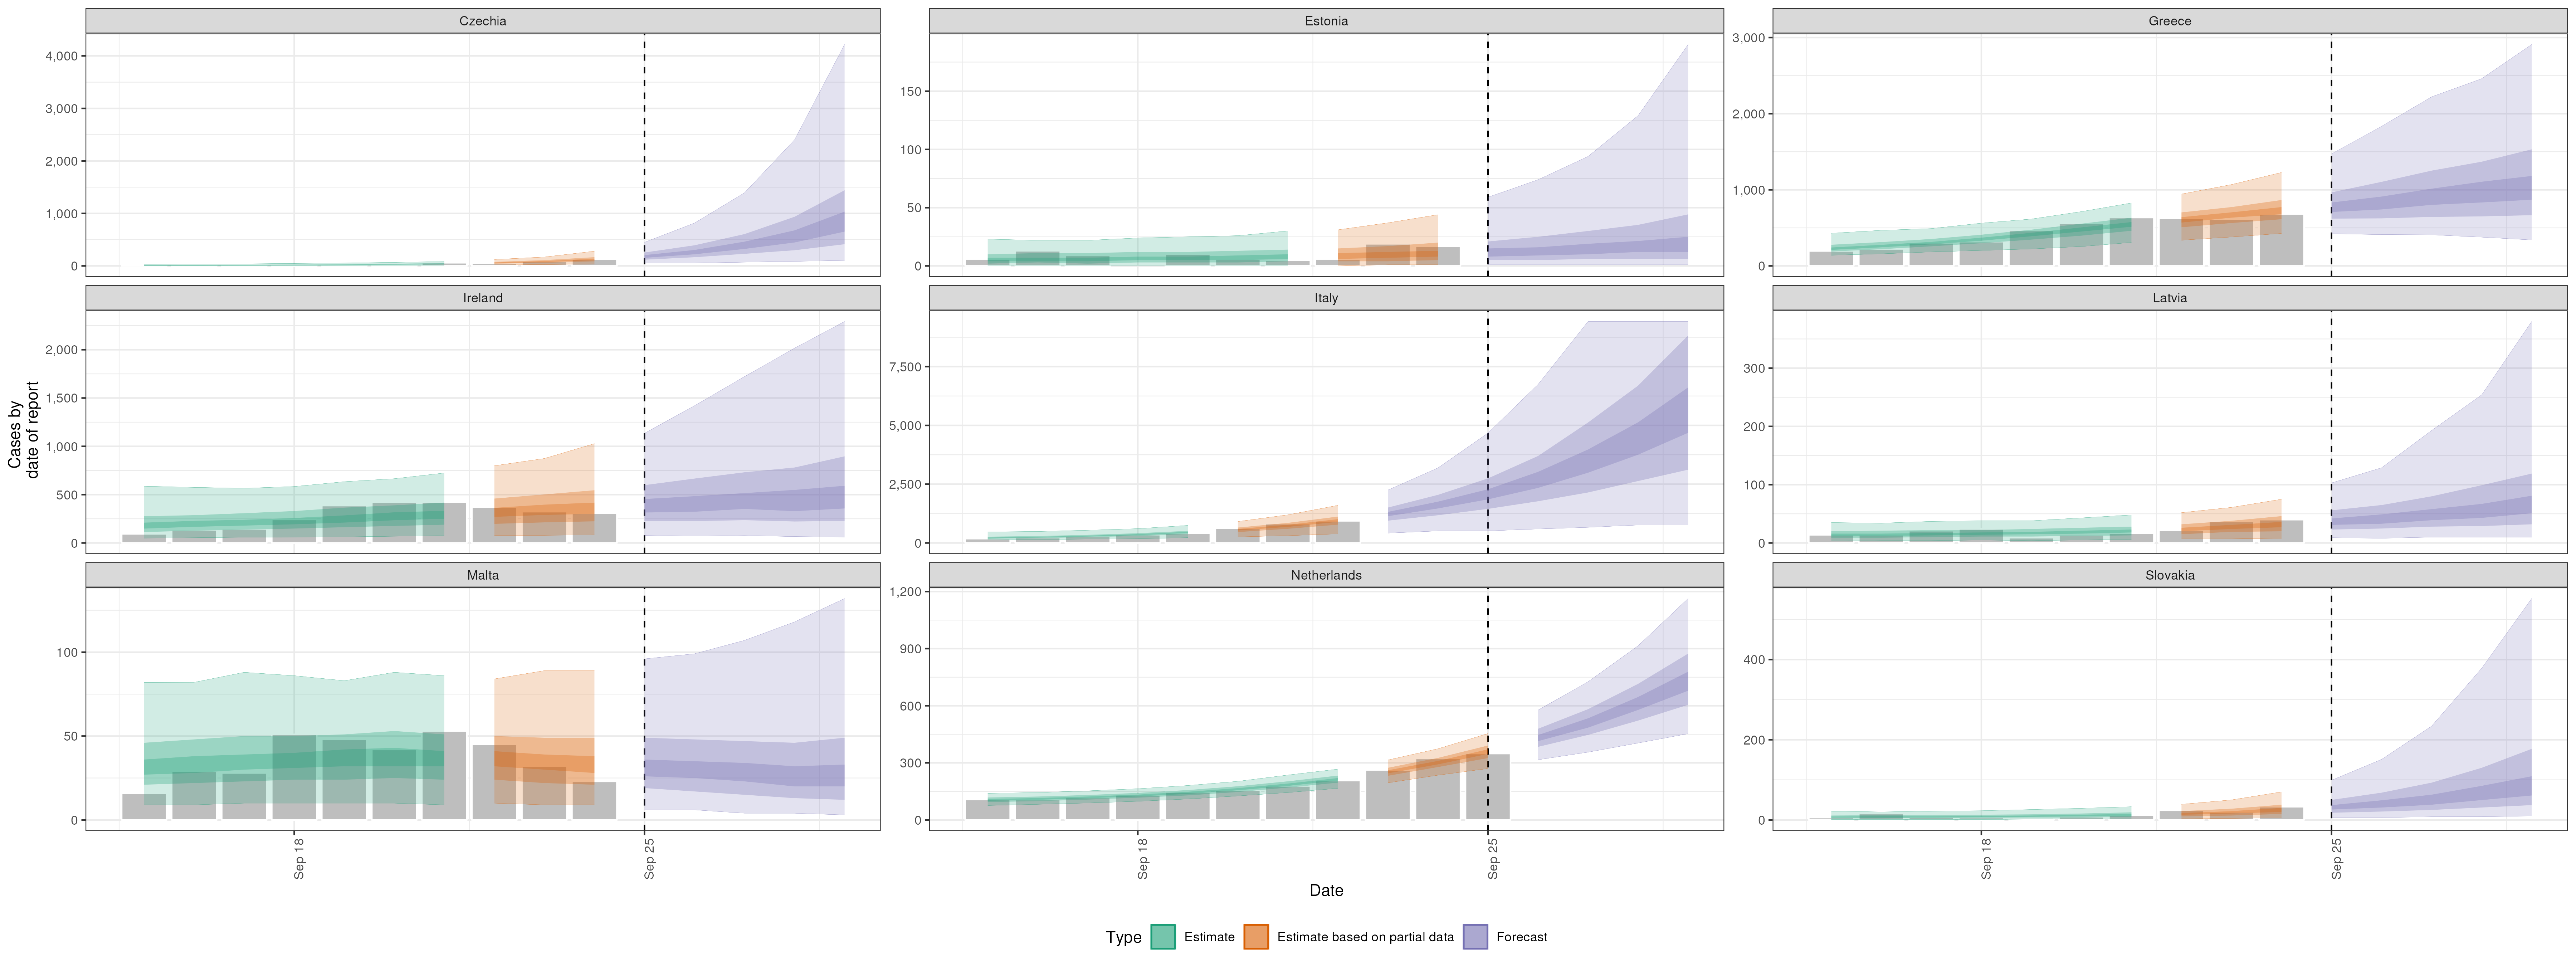 Czechia
Estonia
Greece
4,000
3,000
2,000
1,000
0
150
100
50
0
3,000
2,000
1,000
0
Ireland
Italy
Latvia
2,000
1,500
1,000
500
0
7,500
5,000
2,500
0
300
200
100
0
Cases by
date of report
Malta
Netherlands
Slovakia
100
50
0
1,200
900
600
300
0
400
200
0
Sep 18
Sep 25
Sep 18
Sep 25
Sep 18
Sep 25
Date
Type
Estimate
Estimate based on partial data
Forecast